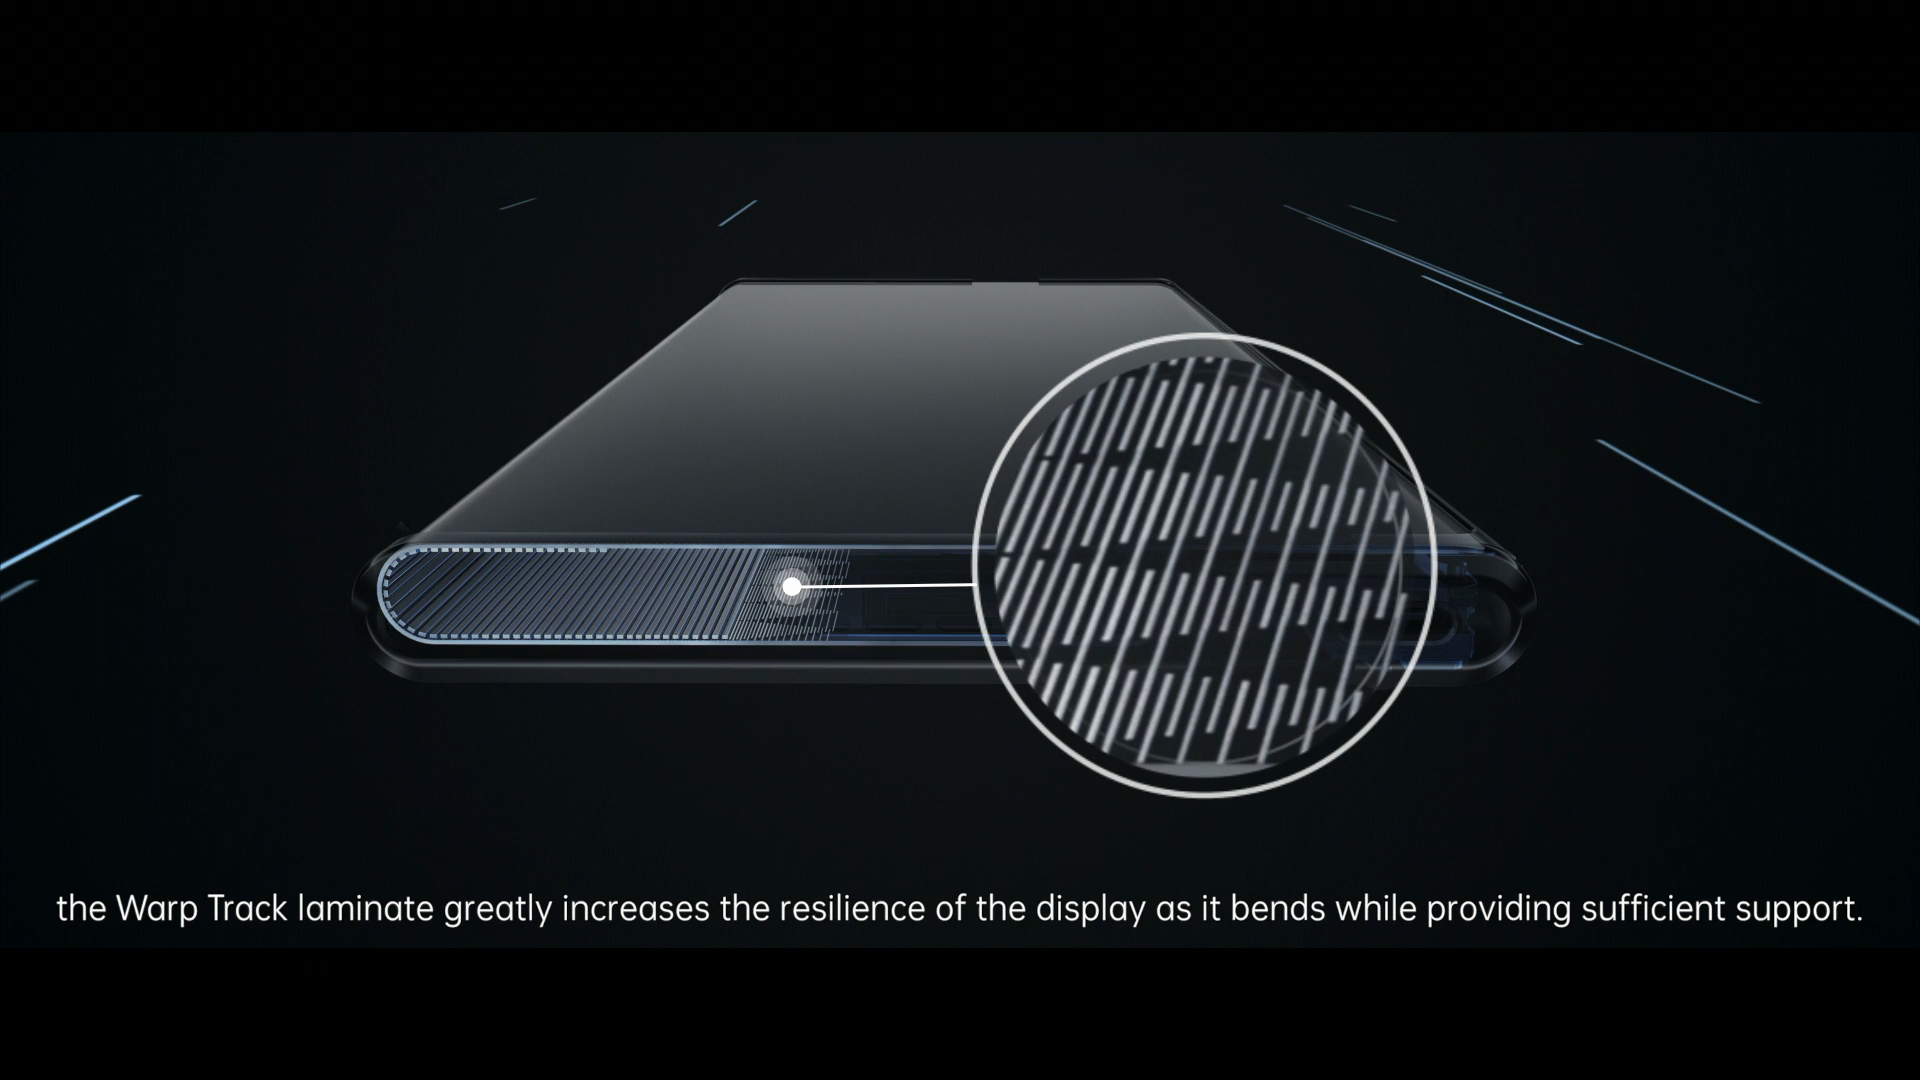 the Warp Track laminate greatly increases the resilience of the display as it bends while providing sufficient support.